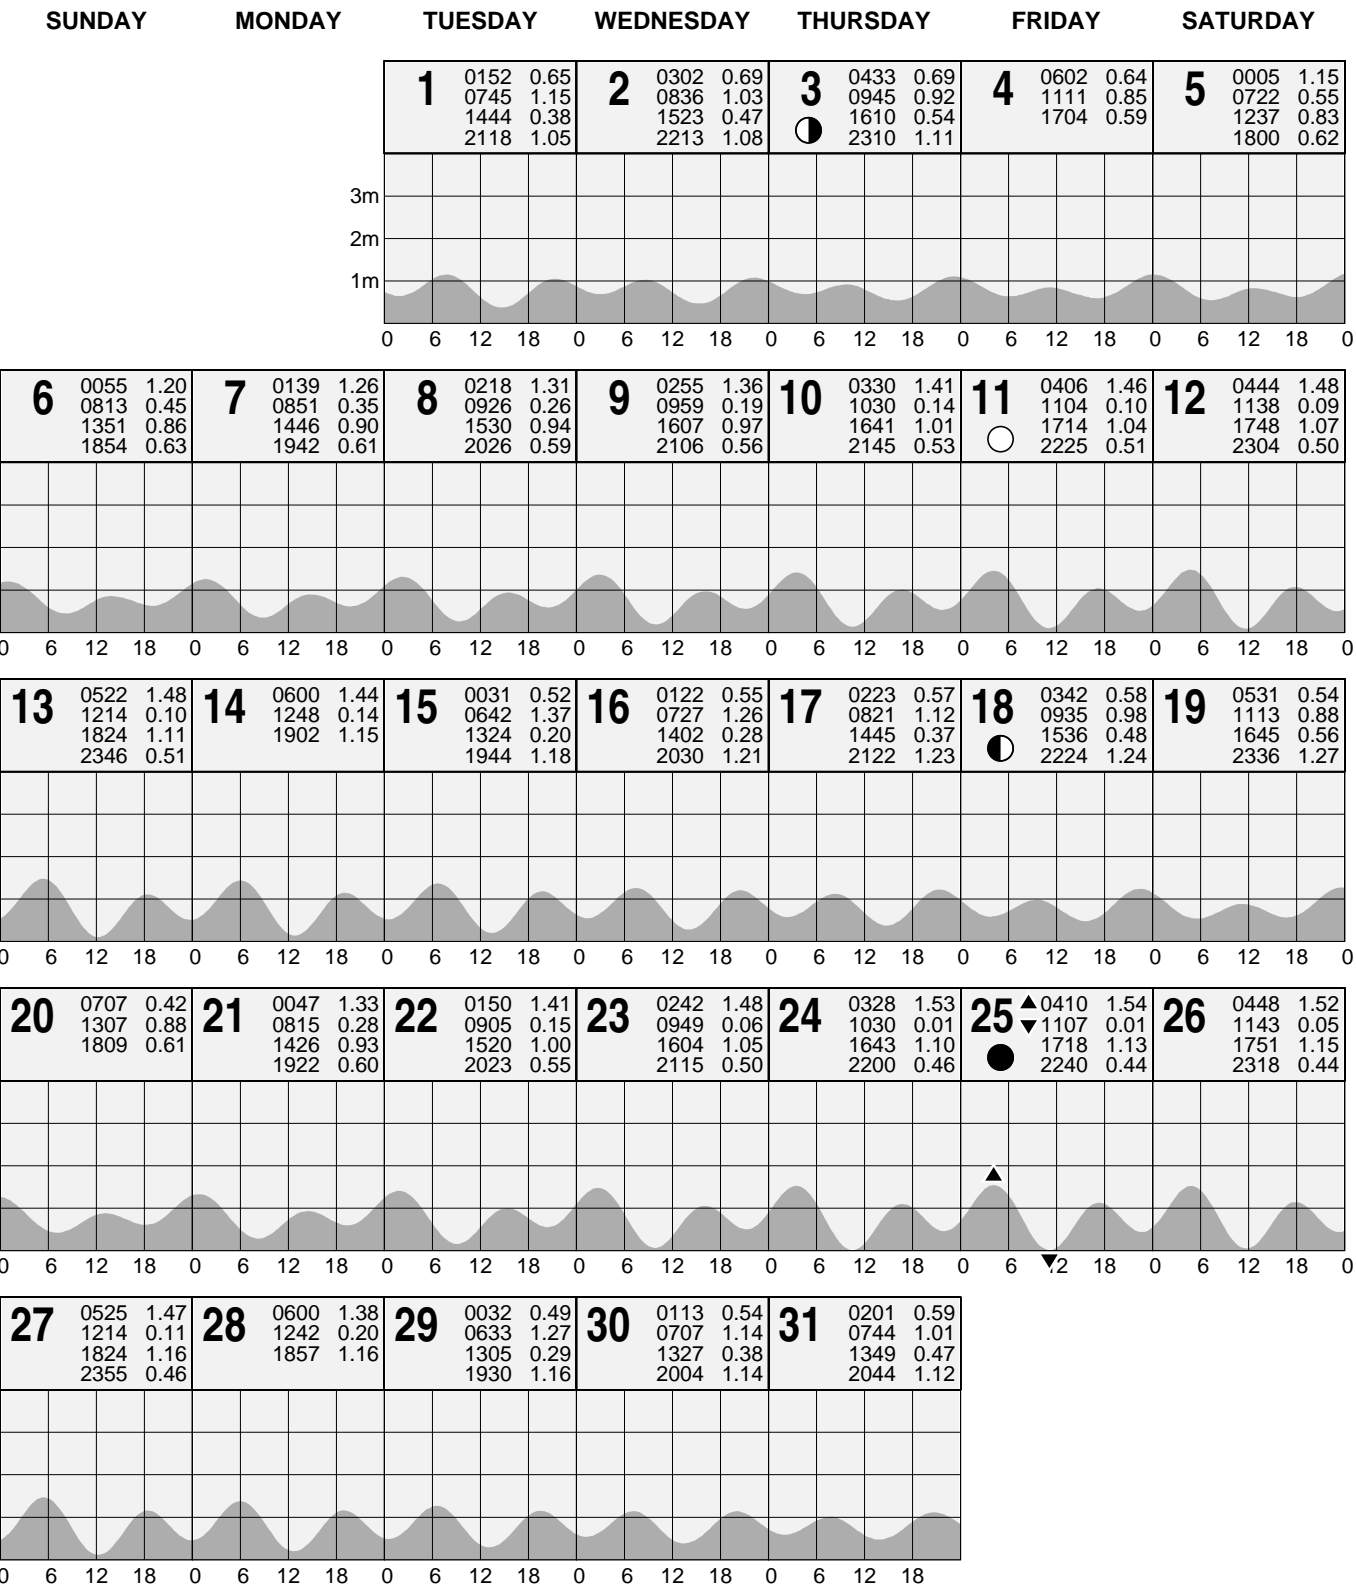 SUNDAY MONDAY TUESDAY WEDNESDAY THURSDAY FRIDAY SATURDAY
1 0152 0.65
0745 1.15
1444 0.38
2118 1.05
2 0302 0.69
0836 1.03
1523 0.47
2213 1.08
3 0433 0.69
0945 0.92
1610 0.54
2310 1.11
4 0602 0.64
1111 0.85
1704 0.59
5 0005 1.15
0722 0.55
1237 0.83
1800 0.62
3m
2m
1m
0 6 12 18 0 6 12 18 0 6 12 18 0 6 12 18 0 6 12 18 0
6 0055 1.20
0813 0.45
1351 0.86
1854 0.63
7 0139 1.26
0851 0.35
1446 0.90
1942 0.61
8 0218 1.31
0926 0.26
1530 0.94
2026 0.59
9 0255 1.36
0959 0.19
1607 0.97
2106 0.56
10 0330 1.41
1030 0.14
1641 1.01
2145 0.53
11 0406 1.46
1104 0.10
1714 1.04
2225 0.51
12 0444 1.48
1138 0.09
1748 1.07
2304 0.50
0 6 12 18 0 6 12 18 0 6 12 18 0 6 12 18 0 6 12 18 0 6 12 18 0 6 12 18 0
13 0522 1.48
1214 0.10
1824 1.11
2346 0.51
14 0600 1.44
1248 0.14
1902 1.15
15 0031 0.52
0642 1.37
1324 0.20
1944 1.18
16 0122 0.55
0727 1.26
1402 0.28
2030 1.21
17 0223 0.57
0821 1.12
1445 0.37
2122 1.23
18 0342 0.58
0935 0.98
1536 0.48
2224 1.24
19 0531 0.54
1113 0.88
1645 0.56
2336 1.27
0 6 12 18 0 6 12 18 0 6 12 18 0 6 12 18 0 6 12 18 0 6 12 18 0 6 12 18 0
20 0707 0.42
1307 0.88
1809 0.61
21 0047 1.33
0815 0.28
1426 0.93
1922 0.60
22 0150 1.41
0905 0.15
1520 1.00
2023 0.55
23 0242 1.48
0949 0.06
1604 1.05
2115 0.50
24 0328 1.53
1030 0.01
1643 1.10
2200 0.46
25 0410 1.54
1107 0.01
1718 1.13
2240 0.44
26 0448 1.52
1143 0.05
1751 1.15
2318 0.44
0 6 12 18 0 6 12 18 0 6 12 18 0 6 12 18 0 6 12 18 0 6 12 18 0 6 12 18 0
27 0525 1.47
1214 0.11
1824 1.16
2355 0.46
28 0600 1.38
1242 0.20
1857 1.16
29 0032 0.49
0633 1.27
1305 0.29
1930 1.16
30 0113 0.54
0707 1.14
1327 0.38
2004 1.14
31 0201 0.59
0744 1.01
1349 0.47
2044 1.12
0 6 12 18 0 6 12 18 0 6 12 18 0 6 12 18 0 6 12 18